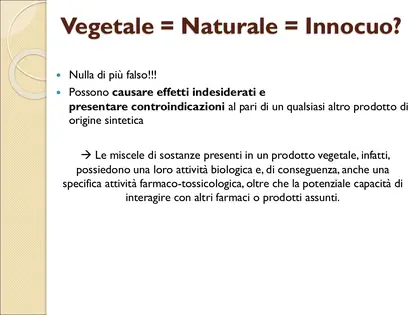 Vegetale = Naturale = Innocuo?
• Nulla di più falso!!!
• Possono causare effetti indesiderati e
presentare controindicazioni al pari di un qualsiasi altro prodotto di
origine sintetica
→ Le miscele di sostanze presenti in un prodotto vegetale, infatti,
possiedono una loro attività biologica e, di conseguenza, anche una
specifica attività farmaco-tossicologica, oltre che la potenziale capacità di
interagire con altri farmaci o prodotti assunti.